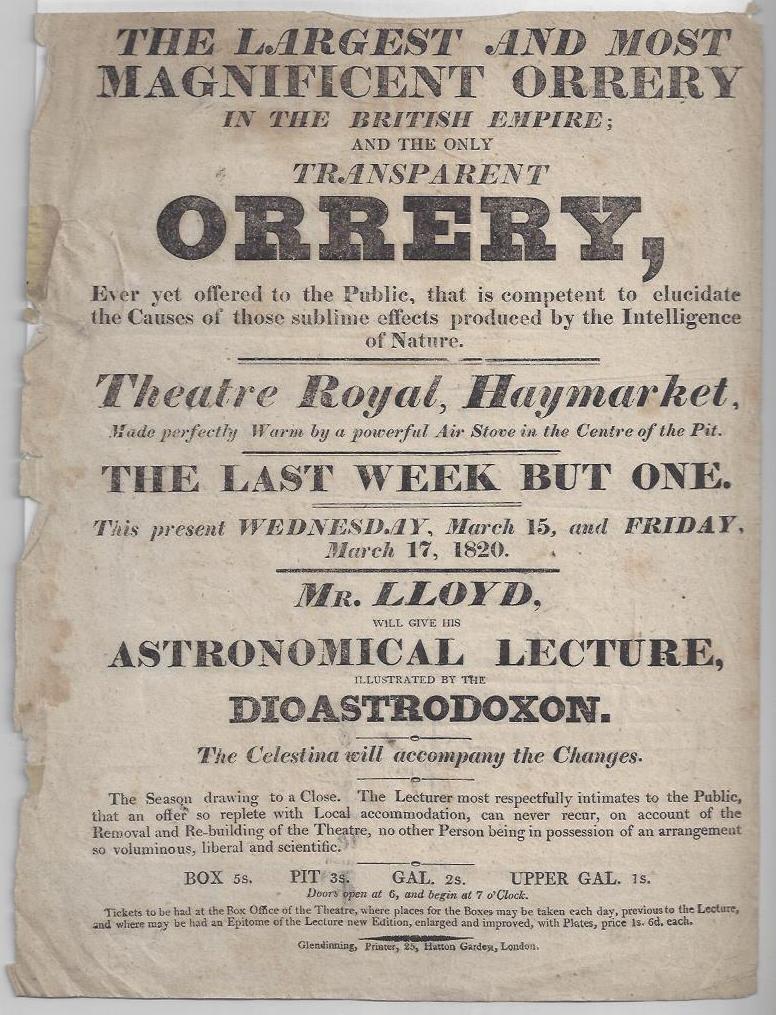 THE LARGEST AND MOST
MAGNIFICENT ORRERY
IN THE BRITISH EMPIRE;
AND THE ONLY
TRANSPARENT
ORRERY,
Ever yet offered to the Public, that is competent to elucidate
the Causes of those sublime effects produced by the Intelligence
of Nature.
Theatre Royal, Haymarket,
Made perfectly Warm by a powerful Air Stove in the Centre of the Pit.
THE LAST WEEK BUT ONE.
This present WEDNESDAY, March 15, and FRIDAY,
March 17, 1820.
MR. LLOYD,
WILL GIVE HIS
ASTRONOMICAL LECTURE,
ILLUSTRATED BY THE
DIOASTRODOXON.
The Celestina will accompany the Changes.
The Season drawing to a Close. The Lecturer most respectfully intimates to the Public,
that an offer so replete with Local accommodation, can never recur, on account of the
Removal and Re-building of the Theatre, no other Person being in possession of an arrangement
so voluminous, liberal and scientific.
BOX 5s. PIT 3s. GAL. 2s. UPPER GAL. 1s.
Doors open at 6, and begin at 7 o'Clock.
Tickets to be had at the Box Office of the Theatre, where places for the Boxes may be taken each day, previous to the Lecture,
and where may be had an Epitome of the Lecture new Edition, enlarged and improved, with Plates, price 1s. 6d. each.
Glendinning, Printer, 25, Hatton Garden, London.